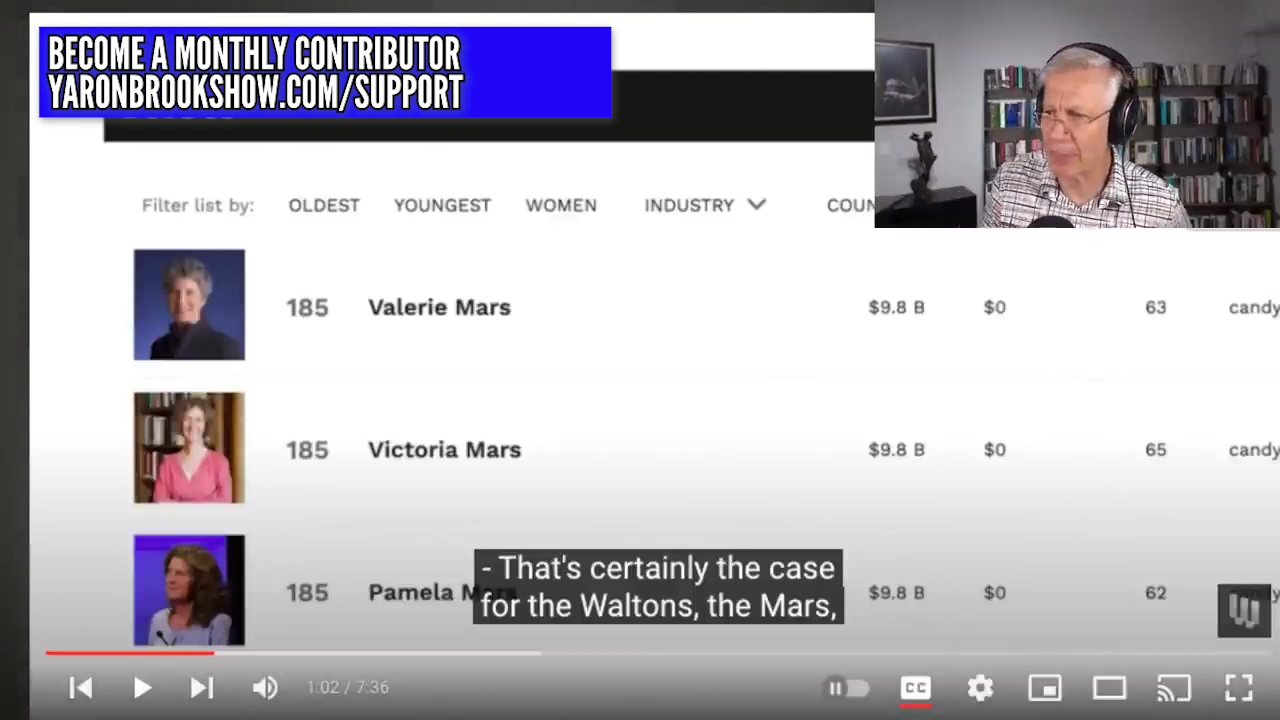 BECOME A MONTHLY CONTRIBUTOR
YARONBROOKSHOW.COM/SUPPORT
Filter list by: OLDEST YOUNGEST WOMEN INDUSTRY COUN
185 Valerie Mars $9.8 B $0 63 candy
185 Victoria Mars $9.8 B $0 65 candy
185 Pamela Mars $9.8 B $0 62
- That's certainly the case
for the Waltons, the Mars,
1:02 / 7:36
CC